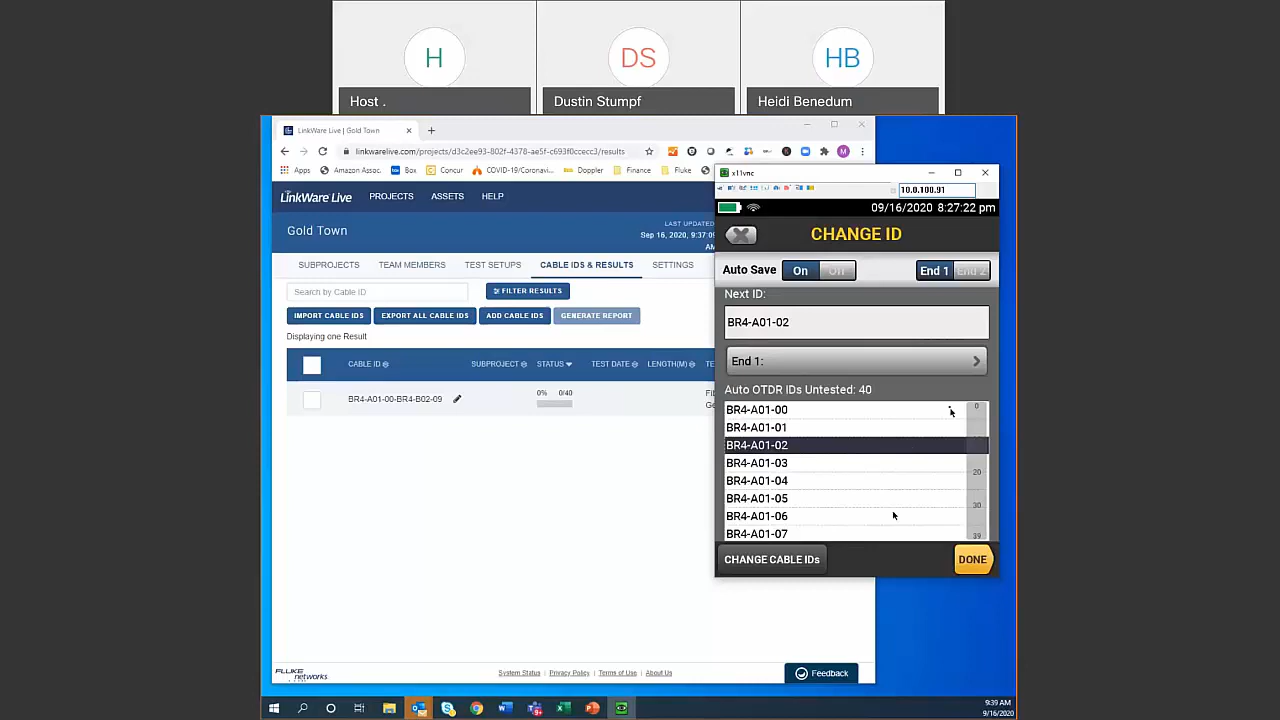 H
DS
HB
Host .
Dustin Stumpf
Heidi Benedum
LinkWare Live | Gold Town
linkwarelive.com/projects/d3c2ee93-802f-4378-ae5f-c693f0ccecc3/results
M
Apps
Amazon Assoc.
Box
Concur
COVID-19/Coronavi...
Doppler
Finance
Fluke
LinkWare Live
PROJECTS
ASSETS
HELP
Gold Town
LAST UPDATED
Sep 16, 2020, 9:37:09
AM
SUBPROJECTS
TEAM MEMBERS
TEST SETUPS
CABLE IDS & RESULTS
SETTINGS
Search by Cable ID
FILTER RESULTS
IMPORT CABLE IDS
EXPORT ALL CABLE IDS
ADD CABLE IDS
GENERATE REPORT
Displaying one Result
CABLE ID
SUBPROJECT
STATUS
TEST DATE
LENGTH(M)
BR4-A01-00-BR4-B02-09
0% 0/40
FLUKE networks
System Status | Privacy Policy | Terms of Use | About Us
Feedback
x11vnc
10.0.100.91
09/16/2020 8:27:22 pm
CHANGE ID
Auto Save
On
Off
End 1
End 2
Next ID:
BR4-A01-02
End 1:
Auto OTDR IDs Untested: 40
BR4-A01-00
BR4-A01-01
BR4-A01-02
BR4-A01-03
BR4-A01-04
BR4-A01-05
BR4-A01-06
BR4-A01-07
0
20
30
39
CHANGE CABLE IDs
DONE
9:39 AM
9/16/2020